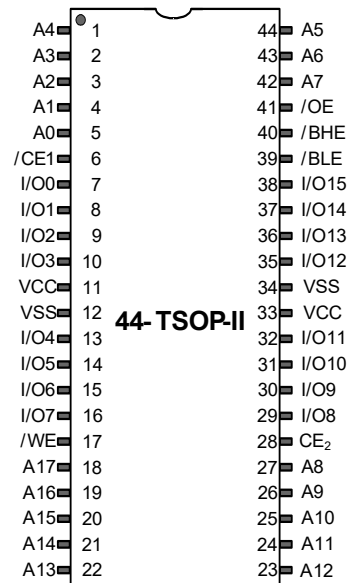 A4 1 44 A5
A3 2 43 A6
A2 3 42 A7
A1 4 41 /OE
A0 5 40 /BHE
/CE1 6 39 /BLE
I/O0 7 38 I/O15
I/O1 8 37 I/O14
I/O2 9 36 I/O13
I/O3 10 35 I/O12
VCC 11 34 VSS
VSS 12 33 VCC
44-TSOP-II
I/O4 13 32 I/O11
I/O5 14 31 I/O10
I/O6 15 30 I/O9
I/O7 16 29 I/O8
/WE 17 28 CE₂
A17 18 27 A8
A16 19 26 A9
A15 20 25 A10
A14 21 24 A11
A13 22 23 A12